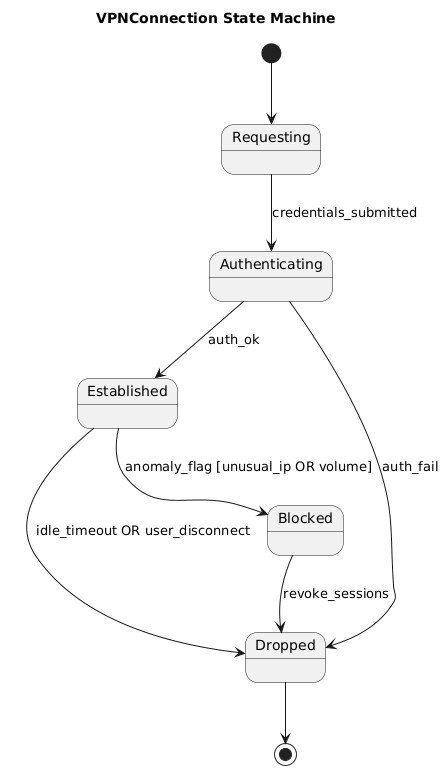 VPNConnection State Machine
Requesting
credentials_submitted
Authenticating
auth_ok
Established
anomaly_flag [unusual_ip OR volume]
auth_fail
Blocked
idle_timeout OR user_disconnect
revoke_sessions
Dropped